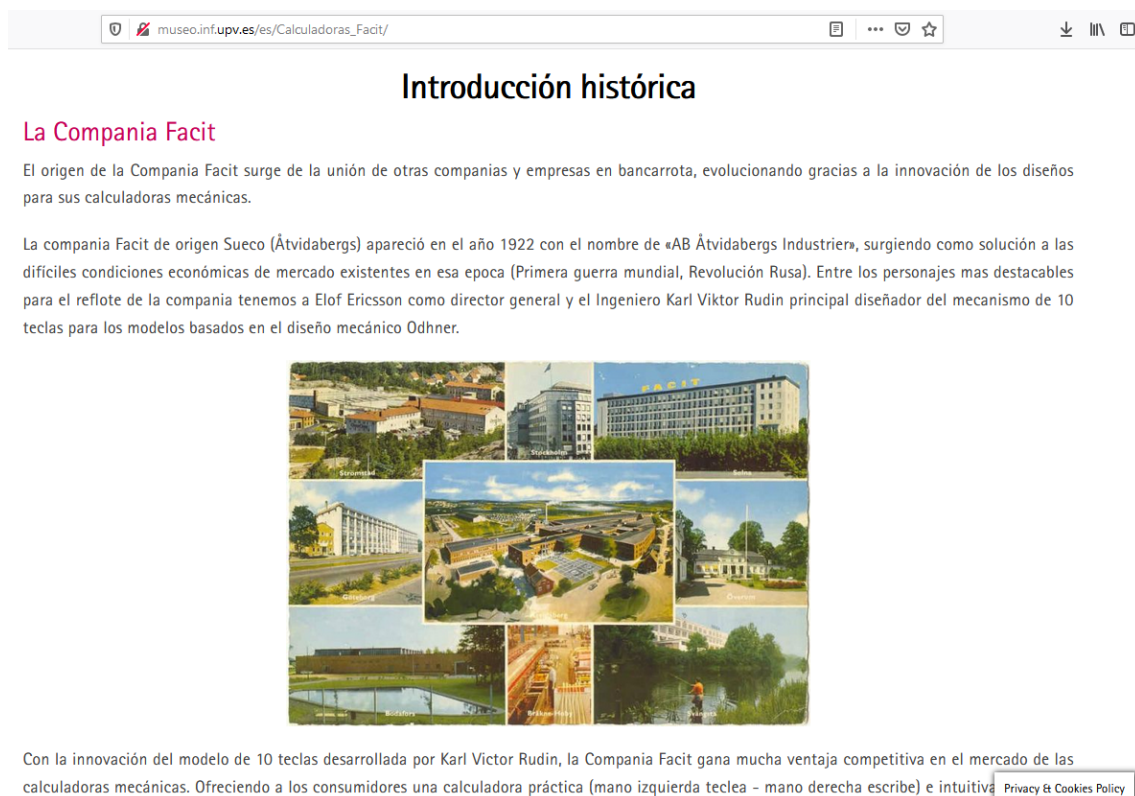 museo.inf.upv.es/es/Calculadoras_Facit/
Introducción histórica
La Compania Facit
El origen de la Compania Facit surge de la unión de otras companias y empresas en bancarrota, evolucionando gracias a la innovación de los diseños
para sus calculadoras mecánicas.
La compania Facit de origen Sueco (Åtvidabergs) apareció en el año 1922 con el nombre de «AB Åtvidabergs Industrier», surgiendo como solución a las
difíciles condiciones económicas de mercado existentes en esa epoca (Primera guerra mundial, Revolución Rusa). Entre los personajes mas destacables
para el reflote de la compania tenemos a Elof Ericsson como director general y el Ingeniero Karl Viktor Rudin principal diseñador del mecanismo de 10
teclas para los modelos basados en el diseño mecánico Odhner.
FACIT
Strömstad
Stockholm
Solna
Göteborg
Överum
Bodafors
Bräkne-Hoby
Svängsta
Con la innovación del modelo de 10 teclas desarrollada por Karl Victor Rudin, la Compania Facit gana mucha ventaja competitiva en el mercado de las
calculadoras mecánicas. Ofreciendo a los consumidores una calculadora práctica (mano izquierda teclea - mano derecha escribe) e intuitiva
Privacy & Cookies Policy